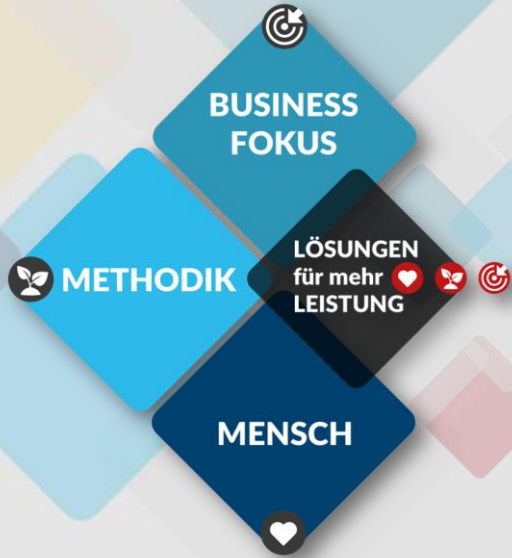 BUSINESS
FOKUS
METHODIK
LÖSUNGEN
für mehr
LEISTUNG
MENSCH